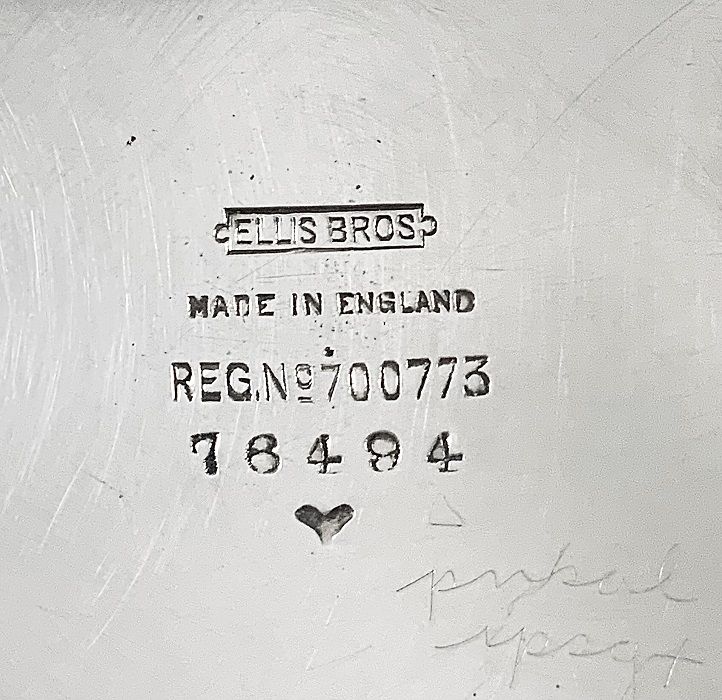 ELLIS BROS
MADE IN ENGLAND
REG. Nº 700773
78494